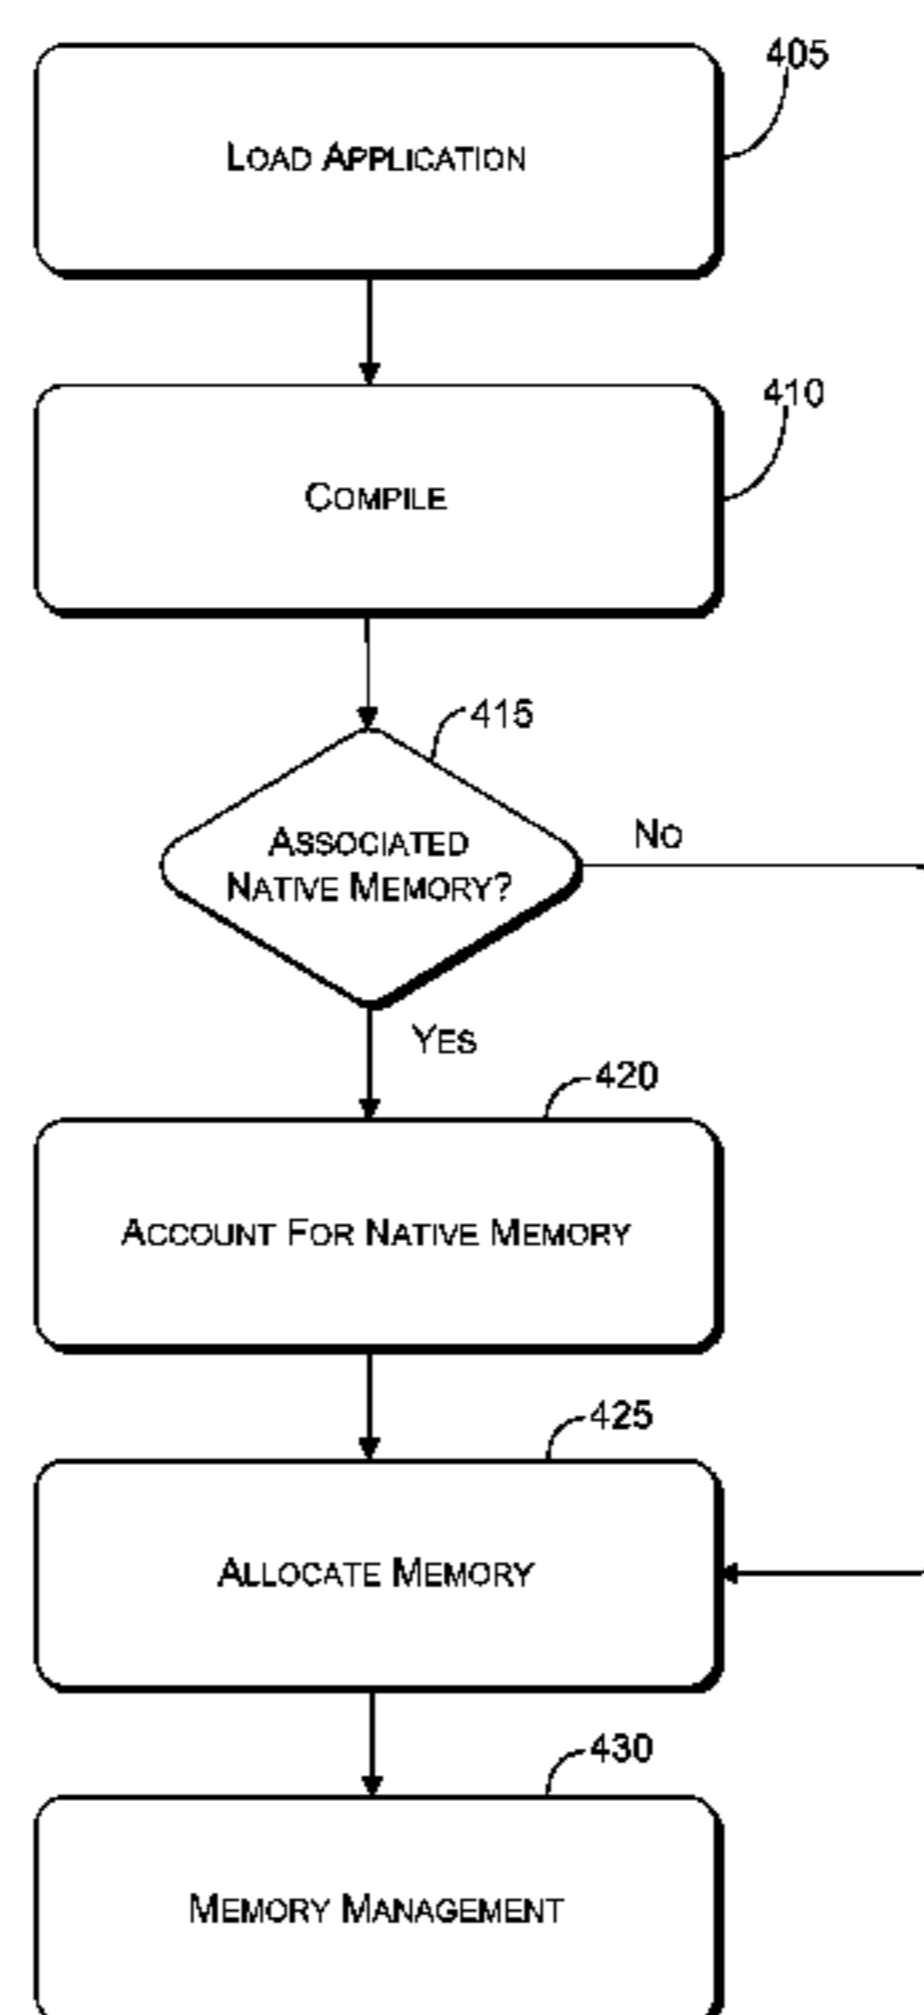 405
LOAD APPLICATION
410
COMPILE
415
ASSOCIATED
NATIVE MEMORY?
NO
YES
420
ACCOUNT FOR NATIVE MEMORY
425
ALLOCATE MEMORY
430
MEMORY MANAGEMENT